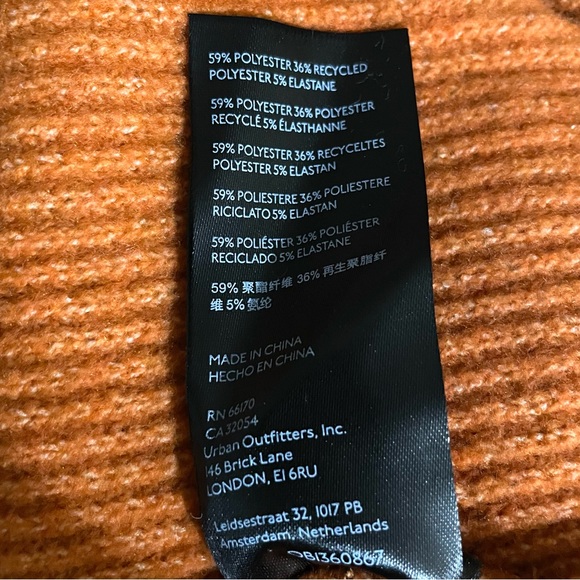 59% POLYESTER 36% RECYCLED
POLYESTER 5% ELASTANE
59% POLYESTER 36% POLYESTER
RECYCLÉ 5% ÉLASTHANNE
59% POLYESTER 36% RECYCELTES
POLYESTER 5% ELASTAN
59% POLIESTERE 36% POLIESTERE
RICICLATO 5% ELASTAN
59% POLIÉSTER 36% POLIÉSTER
RECICLADO 5% ELASTANE
59% 聚酯纤维 36% 再生聚脂纤
维 5% 氨纶
MADE IN CHINA
HECHO EN CHINA
RN 66170
CA 32054
Urban Outfitters, Inc.
146 Brick Lane
LONDON, E1 6RU
Leidsestraat 32, 1017 PB
Amsterdam, Netherlands
OB1360867